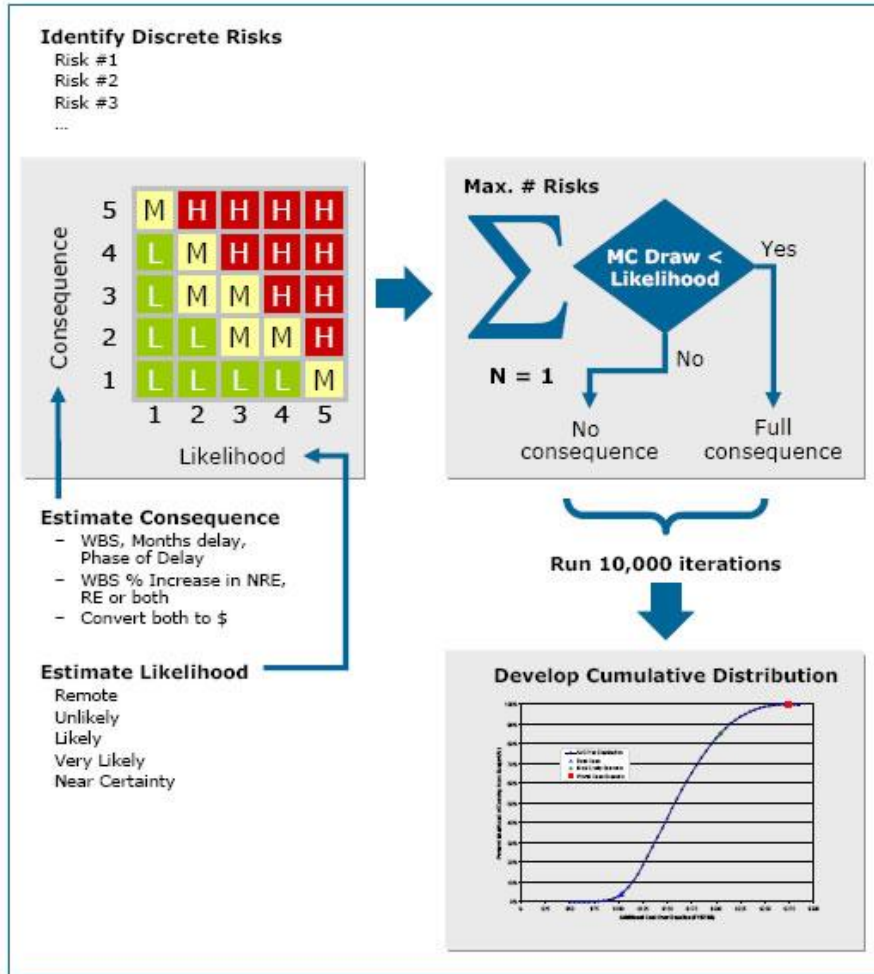 Identify Discrete Risks
Risk #1
Risk #2
Risk #3
...
Consequence
5 M H H H H
4 L M H H H
3 L M M H H
2 L L M M H
1 L L L L M
1 2 3 4 5
Likelihood
Estimate Consequence
– WBS, Months delay,
Phase of Delay
– WBS % Increase in NRE,
RE or both
– Convert both to $
Estimate Likelihood
Remote
Unlikely
Likely
Very Likely
Near Certainty
Max. # Risks
∑
MC Draw <
Likelihood
Yes
No
N = 1
No
consequence
Full
consequence
Run 10,000 iterations
Develop Cumulative Distribution